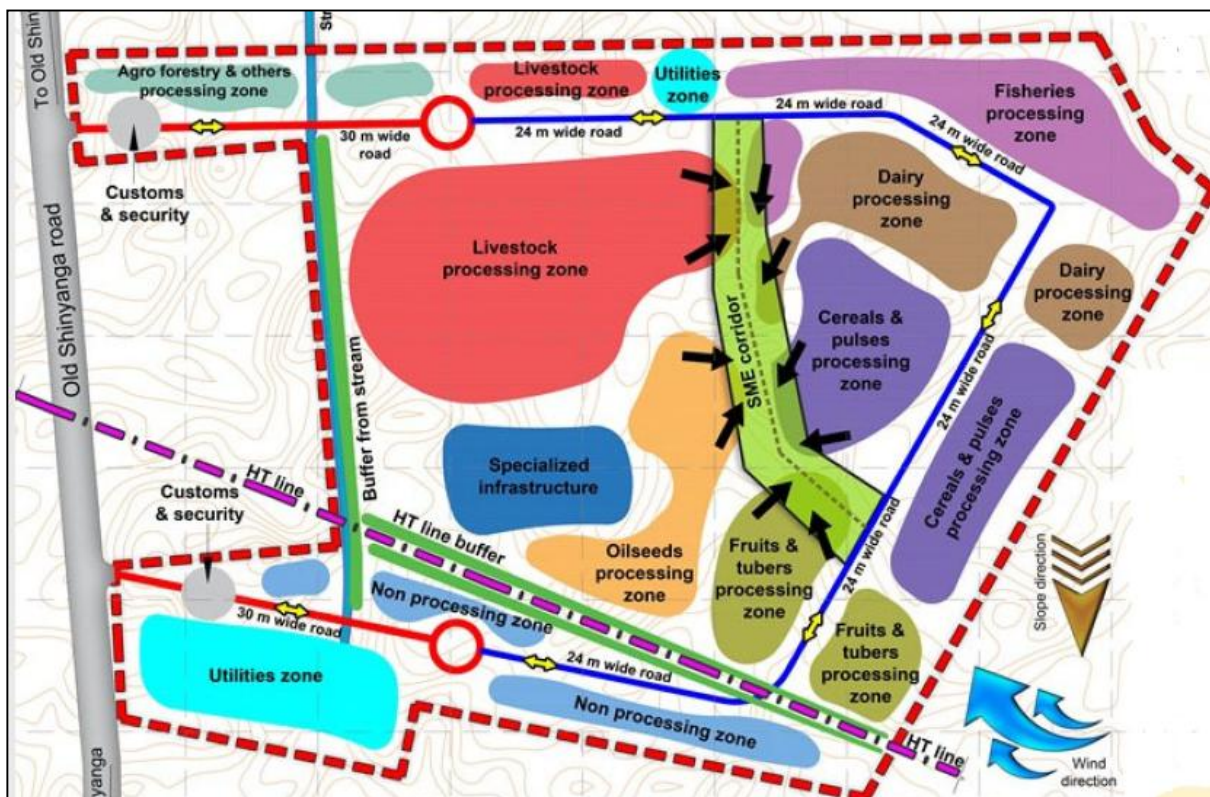 To Old Shin
Str
Agro forestry & others
processing zone
Livestock
processing zone
Utilities
zone
Fisheries
processing
zone
30 m wide
road
24 m wide road
24 m wide road
24 m wide road
Customs
& security
Old Shinyanga road
Livestock
processing zone
Dairy
processing
zone
Dairy
processing
zone
Buffer from stream
SME corridor
Cereals &
pulses
processing
zone
24 m wide road
Cereals & pulses
processing zone
HT line
Customs
& security
Specialized
infrastructure
HT line buffer
Oilseeds
processing
zone
Fruits &
tubers
processing
zone
24 m wide road
Slope direction
Non processing zone
30 m wide road
24 m wide road
Fruits &
tubers
processing
zone
Utilities zone
Non processing zone
HT line
Wind
direction
yanga